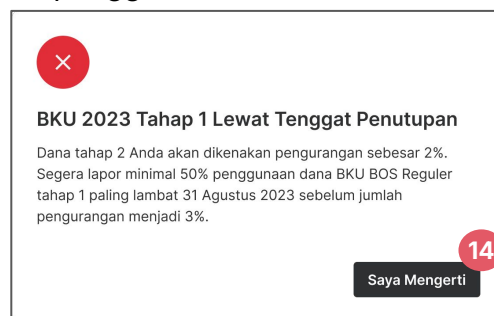 BKU 2023 Tahap 1 Lewat Tenggat Penutupan
Dana tahap 2 Anda akan dikenakan pengurangan sebesar 2%.
Segera lapor minimal 50% penggunaan dana BKU BOS Reguler
tahap 1 paling lambat 31 Agustus 2023 sebelum jumlah
pengurangan menjadi 3%.
14
Saya Mengerti